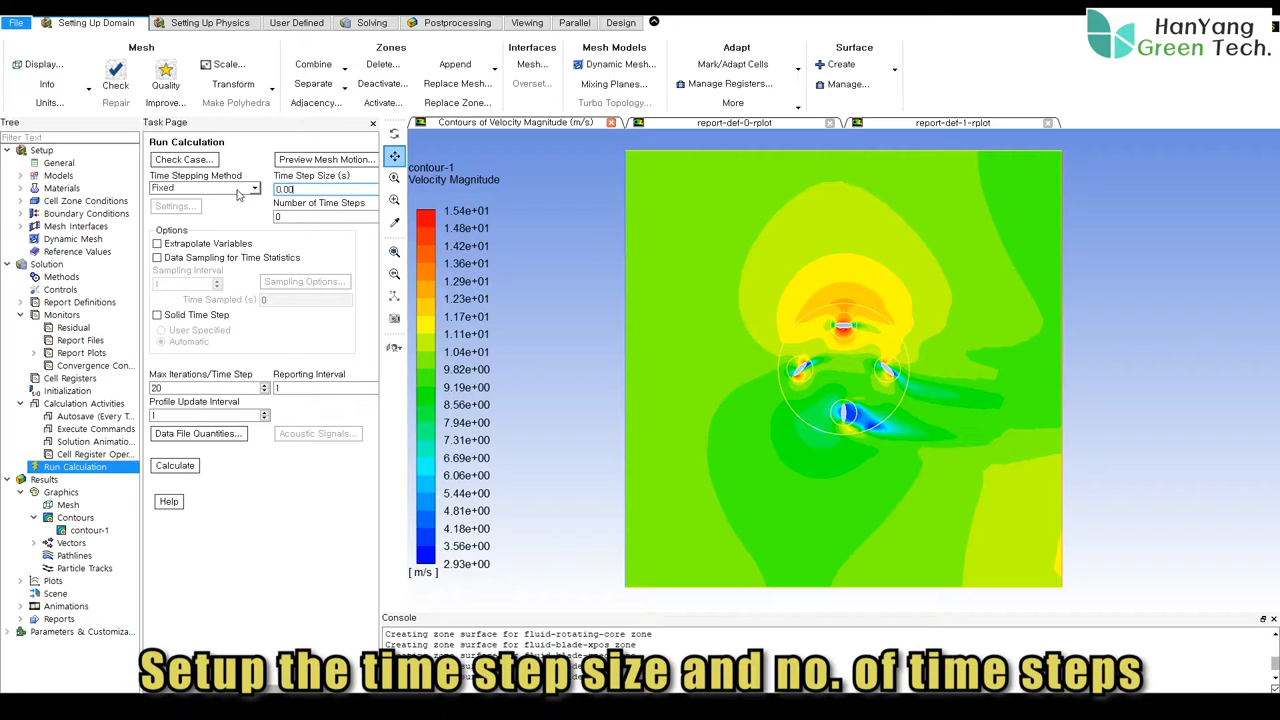 HanYang
Green Tech.
File
Setting Up Domain
Setting Up Physics
User Defined
Solving
Postprocessing
Viewing
Parallel
Design
Mesh
Zones
Interfaces
Mesh Models
Adapt
Surface
Display...
Scale...
Combine
Delete...
Append
Mesh...
Dynamic Mesh...
Mark/Adapt Cells
Create
Info
Check
Quality
Transform
Separate
Deactivate...
Replace Mesh...
Overset...
Mixing Planes...
Manage Registers...
Manage...
Units...
Repair
Improve...
Make Polyhedra
Adjacency...
Activate...
Replace Zone...
Turbo Topology...
More
Tree
Filter Text
Setup
General
Models
Materials
Cell Zone Conditions
Boundary Conditions
Mesh Interfaces
Dynamic Mesh
Reference Values
Solution
Methods
Controls
Report Definitions
Monitors
Residual
Report Files
Report Plots
Convergence Con...
Cell Registers
Initialization
Calculation Activities
Autosave (Every T...
Execute Commands
Solution Animatio...
Cell Register Oper...
Run Calculation
Results
Graphics
Mesh
Contours
contour-1
Vectors
Pathlines
Particle Tracks
Plots
Scene
Animations
Reports
Parameters & Customiza...
Task Page
Run Calculation
Check Case...
Preview Mesh Motion...
Time Stepping Method
Time Step Size (s)
Fixed
0.00
Settings...
Number of Time Steps
0
Options
Extrapolate Variables
Data Sampling for Time Statistics
Sampling Interval
1
Sampling Options...
Time Sampled (s)
0
Solid Time Step
User Specified
Automatic
Max Iterations/Time Step
Reporting Interval
20
1
Profile Update Interval
1
Data File Quantities...
Acoustic Signals...
Calculate
Help
Contours of Velocity Magnitude (m/s)
report-def-0-rplot
report-def-1-rplot
contour-1
Velocity Magnitude
1.54e+01
1.48e+01
1.42e+01
1.36e+01
1.29e+01
1.23e+01
1.17e+01
1.11e+01
1.04e+01
9.82e+00
9.19e+00
8.56e+00
7.94e+00
7.31e+00
6.69e+00
6.06e+00
5.44e+00
4.81e+00
4.18e+00
3.56e+00
2.93e+00
[ m/s ]
Console
Creating zone surface for fluid-rotating-core zone
Creating zone surface for fluid-blade-xpos zone
Setup the time step size and no. of time steps